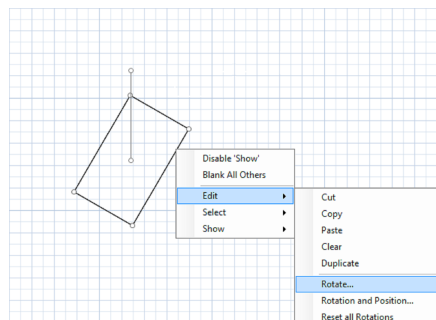 Disable 'Show'
Blank All Others
Edit
Select
Show
Cut
Copy
Paste
Clear
Duplicate
Rotate...
Rotation and Position...
Reset all Rotations